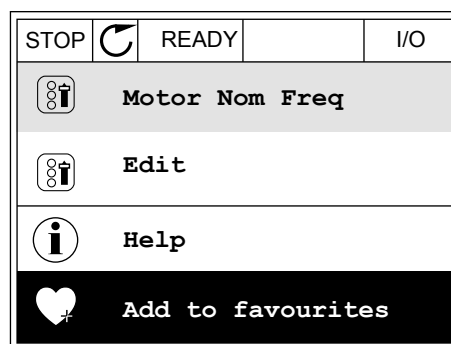 STOP READY I/O
Motor Nom Freq
Edit
Help
Add to favourites